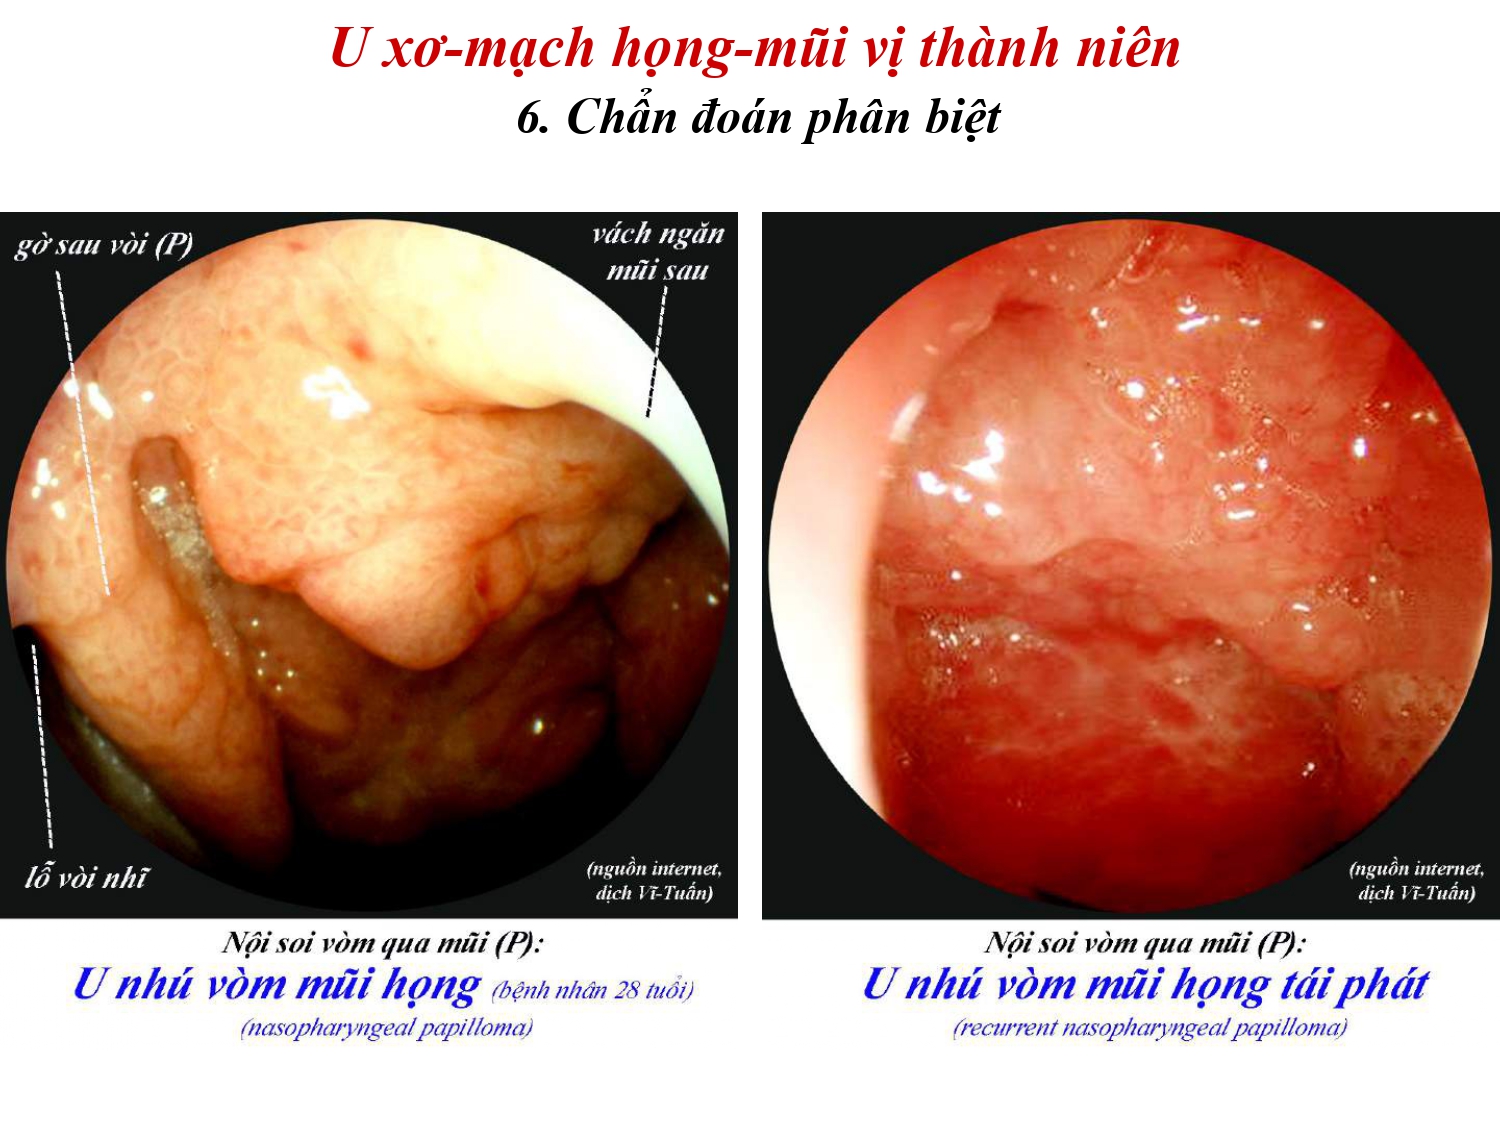 U xơ-mạch họng-mũi vị thành niên
6. Chẩn đoán phân biệt
gờ sau vòi (P)
vách ngăn
mũi sau
lỗ vòi nhĩ
(nguồn internet,
dịch Vĩ-Tuấn)
Nội soi vòm qua mũi (P):
U nhú vòm mũi họng (bệnh nhân 28 tuổi)
(nasopharyngeal papilloma)
(nguồn internet,
dịch Vĩ-Tuấn)
Nội soi vòm qua mũi (P):
U nhú vòm mũi họng tái phát
(recurrent nasopharyngeal papilloma)